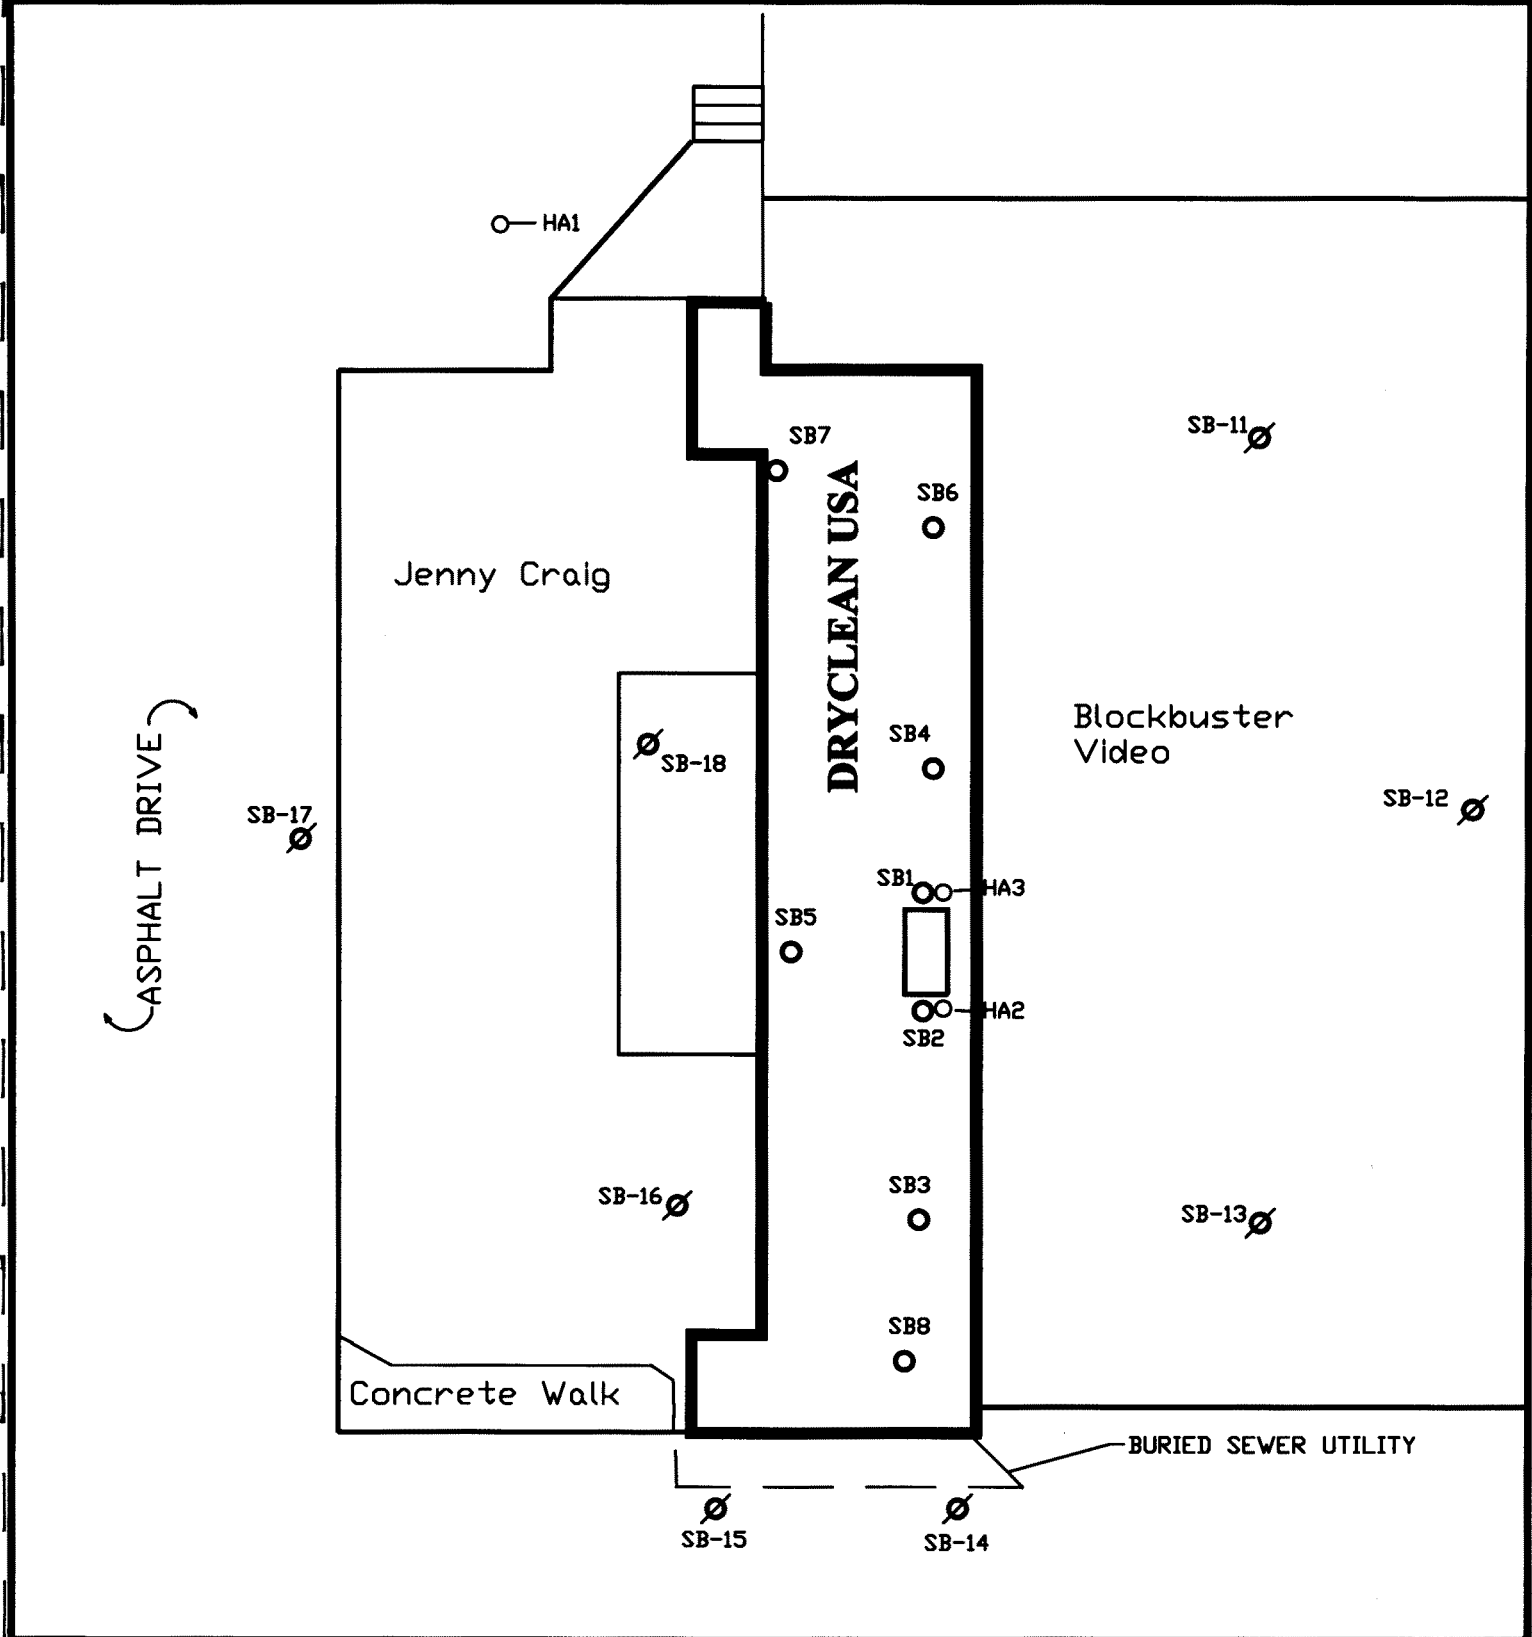 HA1
SB-11
SB7
SB6
DRYCLEAN USA
Jenny Craig
Blockbuster
Video
SB4
SB-18
SB-12
SB-17
ASPHALT DRIVE
SB1
HA3
SB5
HA2
SB2
SB3
SB-16
SB-13
SB8
Concrete Walk
BURIED SEWER UTILITY
SB-15
SB-14